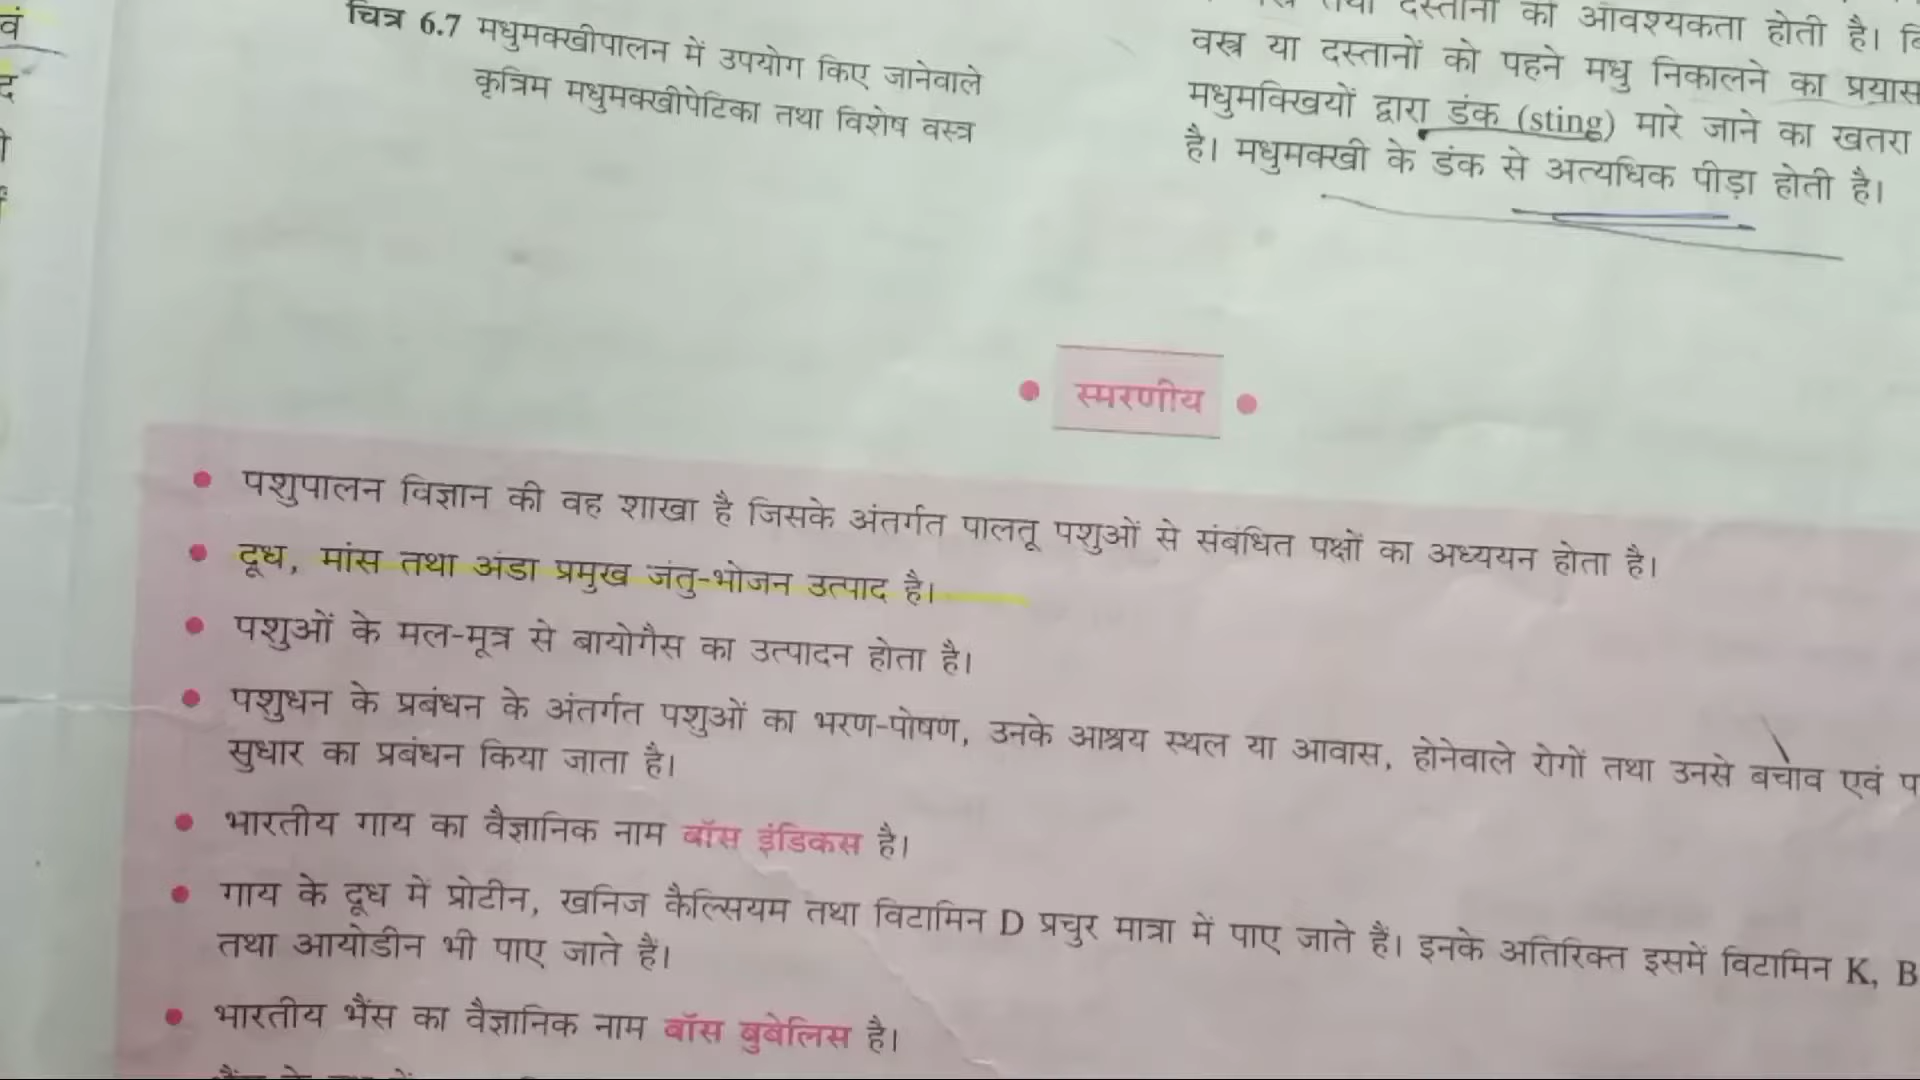 चित्र 6.7 मधुमक्खीपालन में उपयोग किए जानेवाले
कृत्रिम मधुमक्खीपेटिका तथा विशेष वस्त्र
तथा दस्तानों की आवश्यकता होती है।
वस्त्र या दस्तानों को पहने मधु निकालने का प्रयास
मधुमक्खियों द्वारा डंक (sting) मारे जाने का खतरा
है। मधुमक्खी के डंक से अत्यधिक पीड़ा होती है।
स्मरणीय
• पशुपालन विज्ञान की वह शाखा है जिसके अंतर्गत पालतू पशुओं से संबंधित पक्षों का अध्ययन होता है।
• दूध, मांस तथा अंडा प्रमुख जंतु-भोजन उत्पाद है।
• पशुओं के मल-मूत्र से बायोगैस का उत्पादन होता है।
• पशुधन के प्रबंधन के अंतर्गत पशुओं का भरण-पोषण, उनके आश्रय स्थल या आवास, होनेवाले रोगों तथा उनसे बचाव एवं
सुधार का प्रबंधन किया जाता है।
• भारतीय गाय का वैज्ञानिक नाम बॉस इंडिकस है।
• गाय के दूध में प्रोटीन, खनिज कैल्सियम तथा विटामिन D प्रचुर मात्रा में पाए जाते हैं। इनके अतिरिक्त इसमें विटामिन K, B
तथा आयोडीन भी पाए जाते हैं।
• भारतीय भैंस का वैज्ञानिक नाम बॉस बुबेलिस है।